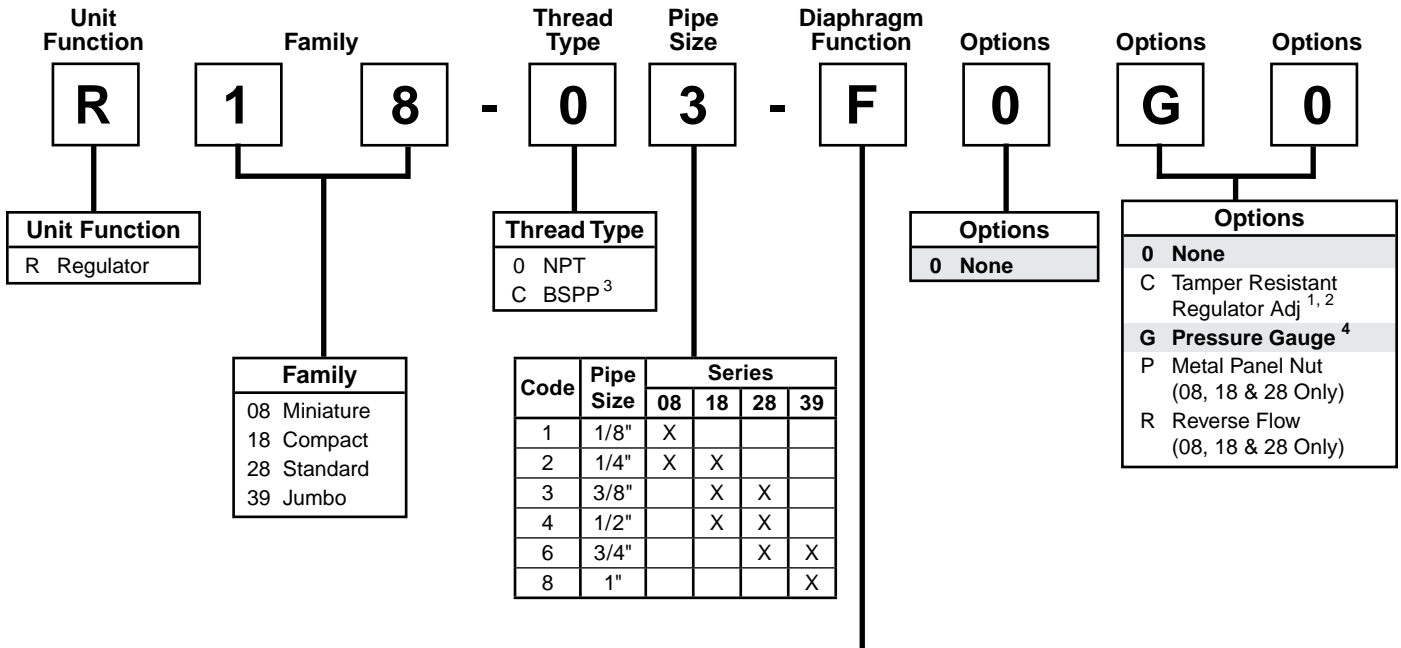 Unit Function
Family
Thread Type
Pipe Size
Diaphragm Function
Options
Options
Options
R 1 8 - 0 3 - F 0 G 0
Unit Function
R Regulator
Thread Type
0 NPT
C BSPP 3
Options
0 None
Options
0 None
C Tamper Resistant
Regulator Adj 1, 2
G Pressure Gauge 4
P Metal Panel Nut
(08, 18 & 28 Only)
R Reverse Flow
(08, 18 & 28 Only)
Family
08 Miniature
18 Compact
28 Standard
39 Jumbo
Code Pipe Size Series
08 18 28 39
1 1/8" X
2 1/4" X X
3 3/8" X X
4 1/2" X X
6 3/4" X X
8 1" X